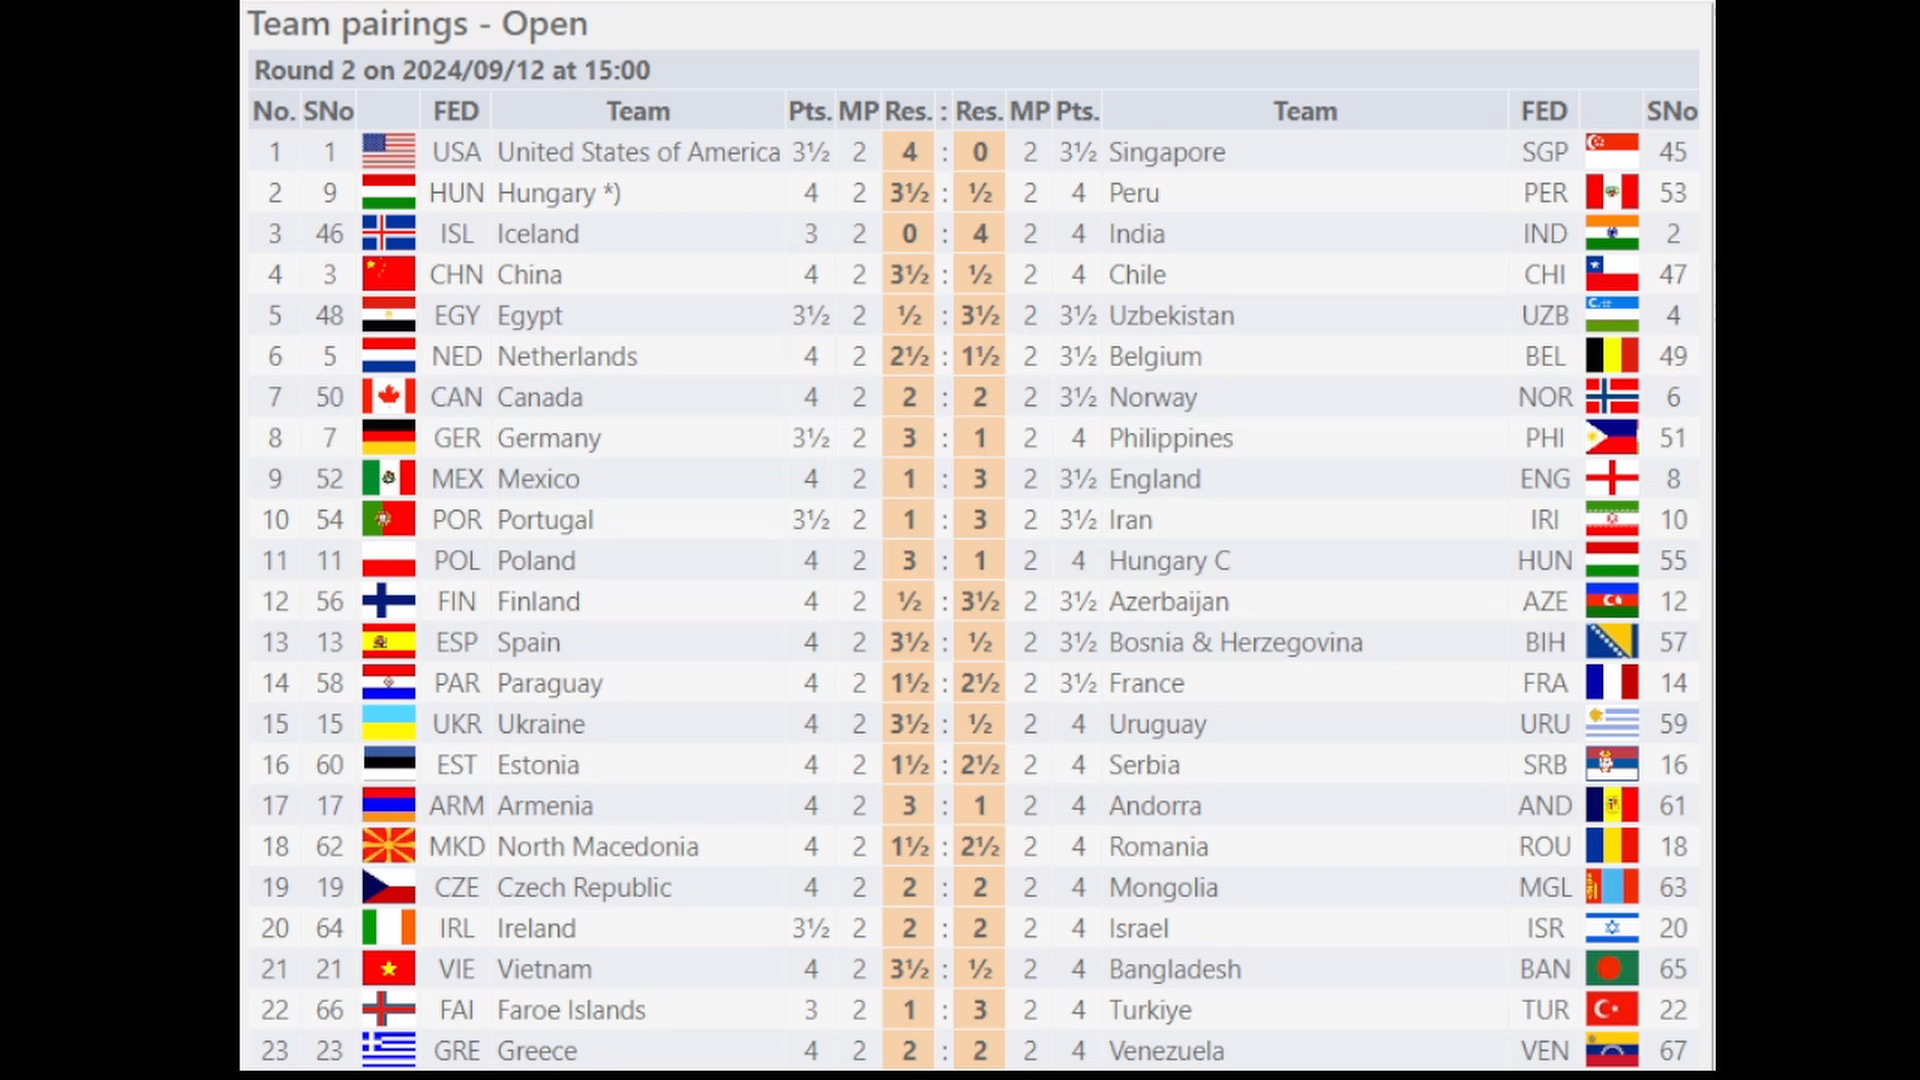 Team pairings - Open
Round 2 on 2024/09/12 at 15:00
No. SNo FED Team Pts. MP Res. : Res. MP Pts. Team FED SNo
1 1 USA United States of America 3½ 2 4 : 0 2 3½ Singapore SGP 45
2 9 HUN Hungary *) 4 2 3½ : ½ 2 4 Peru PER 53
3 46 ISL Iceland 3 2 0 : 4 2 4 India IND 2
4 3 CHN China 4 2 3½ : ½ 2 4 Chile CHI 47
5 48 EGY Egypt 3½ 2 ½ : 3½ 2 3½ Uzbekistan UZB 4
6 5 NED Netherlands 4 2 2½ : 1½ 2 3½ Belgium BEL 49
7 50 CAN Canada 4 2 2 : 2 2 3½ Norway NOR 6
8 7 GER Germany 3½ 2 3 : 1 2 4 Philippines PHI 51
9 52 MEX Mexico 4 2 1 : 3 2 3½ England ENG 8
10 54 POR Portugal 3½ 2 1 : 3 2 3½ Iran IRI 10
11 11 POL Poland 4 2 3 : 1 2 4 Hungary C HUN 55
12 56 FIN Finland 4 2 ½ : 3½ 2 3½ Azerbaijan AZE 12
13 13 ESP Spain 4 2 3½ : ½ 2 3½ Bosnia & Herzegovina BIH 57
14 58 PAR Paraguay 4 2 1½ : 2½ 2 3½ France FRA 14
15 15 UKR Ukraine 4 2 3½ : ½ 2 4 Uruguay URU 59
16 60 EST Estonia 4 2 1½ : 2½ 2 4 Serbia SRB 16
17 17 ARM Armenia 4 2 3 : 1 2 4 Andorra AND 61
18 62 MKD North Macedonia 4 2 1½ : 2½ 2 4 Romania ROU 18
19 19 CZE Czech Republic 4 2 2 : 2 2 4 Mongolia MGL 63
20 64 IRL Ireland 3½ 2 2 : 2 2 4 Israel ISR 20
21 21 VIE Vietnam 4 2 3½ : ½ 2 4 Bangladesh BAN 65
22 66 FAI Faroe Islands 3 2 1 : 3 2 4 Turkiye TUR 22
23 23 GRE Greece 4 2 2 : 2 2 4 Venezuela VEN 67